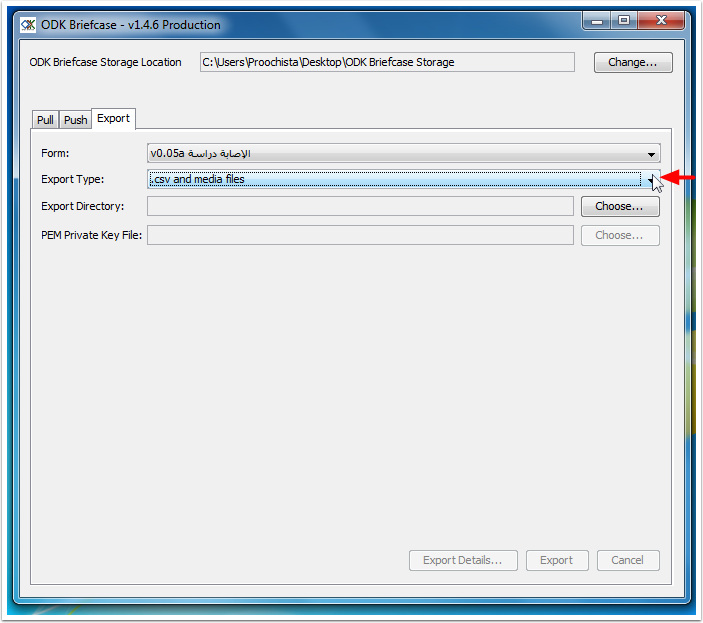 ODK Briefcase - v1.4.6 Production
ODK Briefcase Storage Location C:\Users\Proochista\Desktop\ODK Briefcase Storage Change...
Pull Push Export
Form: v0.05a الإصابة دراسة
Export Type: .csv and media files
Export Directory: Choose...
PEM Private Key File: Choose...
Export Details... Export Cancel